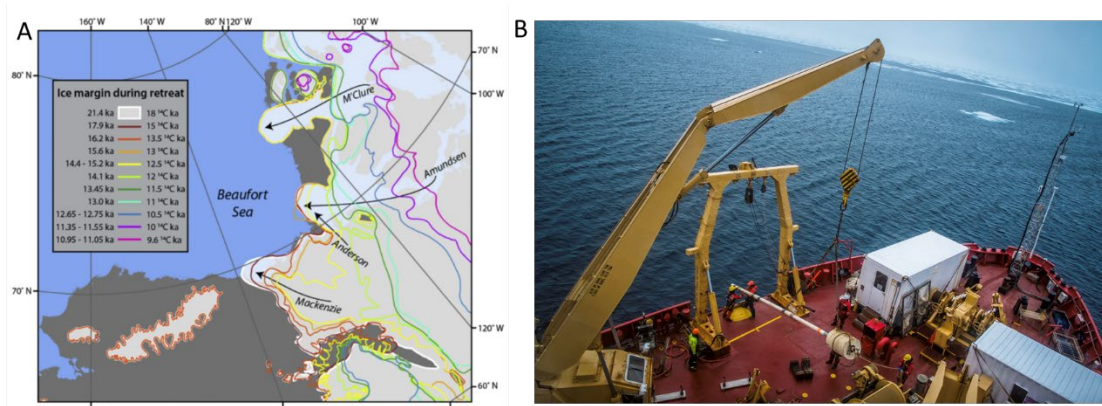 A
B
160° W
140° W
80°/120° W
100° W
70° N
80° N
100° W
Ice margin during retreat
21.4 ka 18 ¹⁴C ka
17.9 ka 15 ¹⁴C ka
16.2 ka 13.5 ¹⁴C ka
15.6 ka 13 ¹⁴C ka
14.4 - 15.2 ka 12.5 ¹⁴C ka
14.1 ka 12 ¹⁴C ka
13.45 ka 11.5 ¹⁴C ka
13.0 ka 11 ¹⁴C ka
12.65 - 12.75 ka 10.5 ¹⁴C ka
11.35 - 11.55 ka 10 ¹⁴C ka
10.95 - 11.05 ka 9.6 ¹⁴C ka
M'Clure
Amundsen
Beaufort
Sea
Anderson
Mackenzie
70° N
120° W
60° N